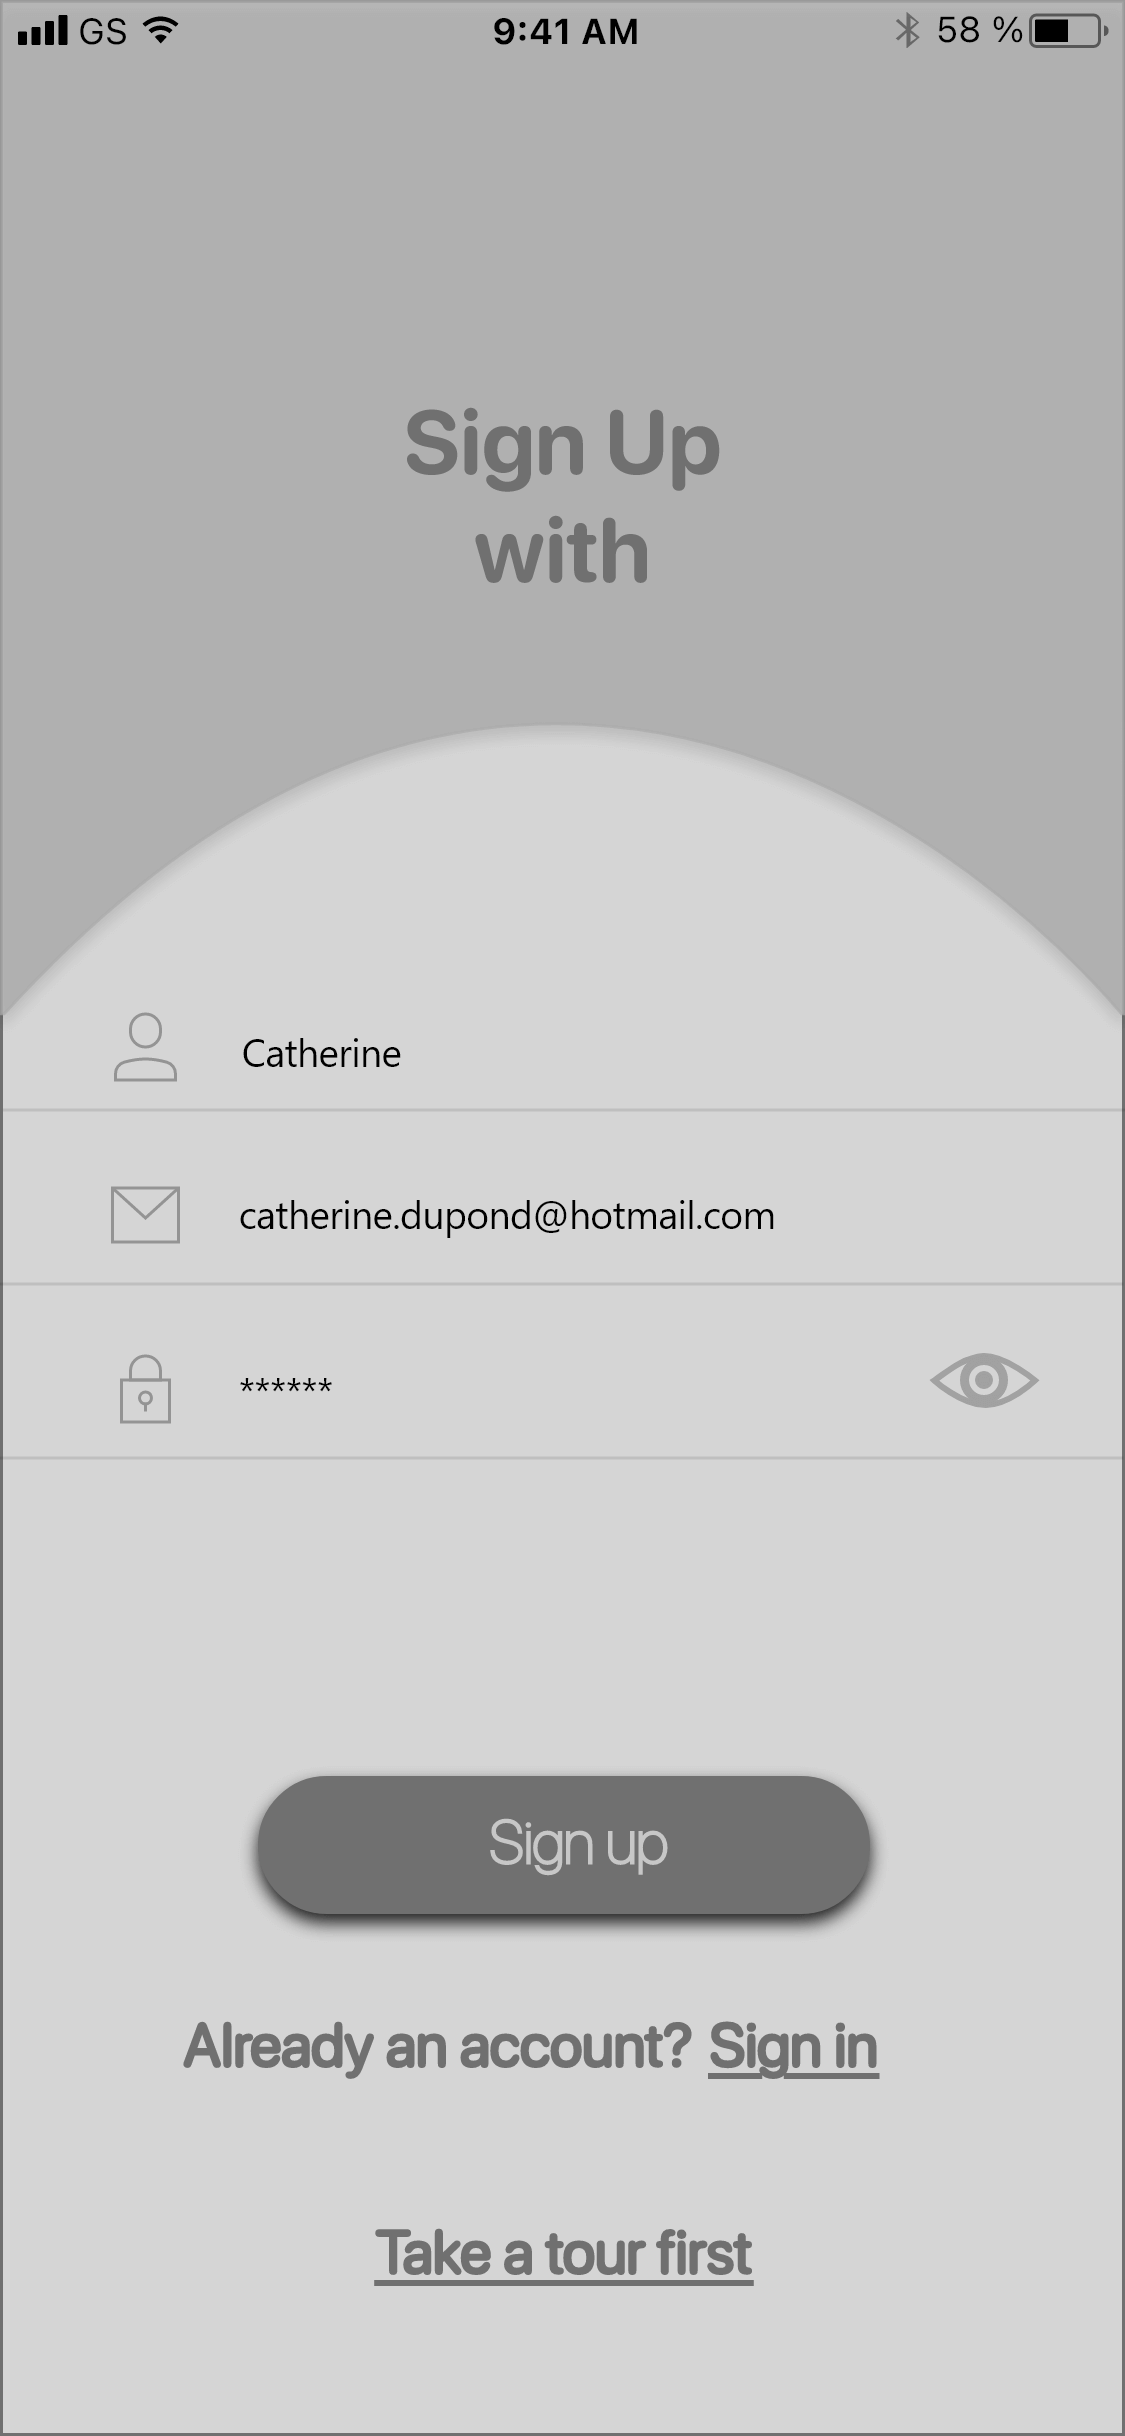 GS 9:41 AM 58 %
Sign Up
with
Catherine
catherine.dupond@hotmail.com
******
Sign up
Already an account? Sign in
Take a tour first